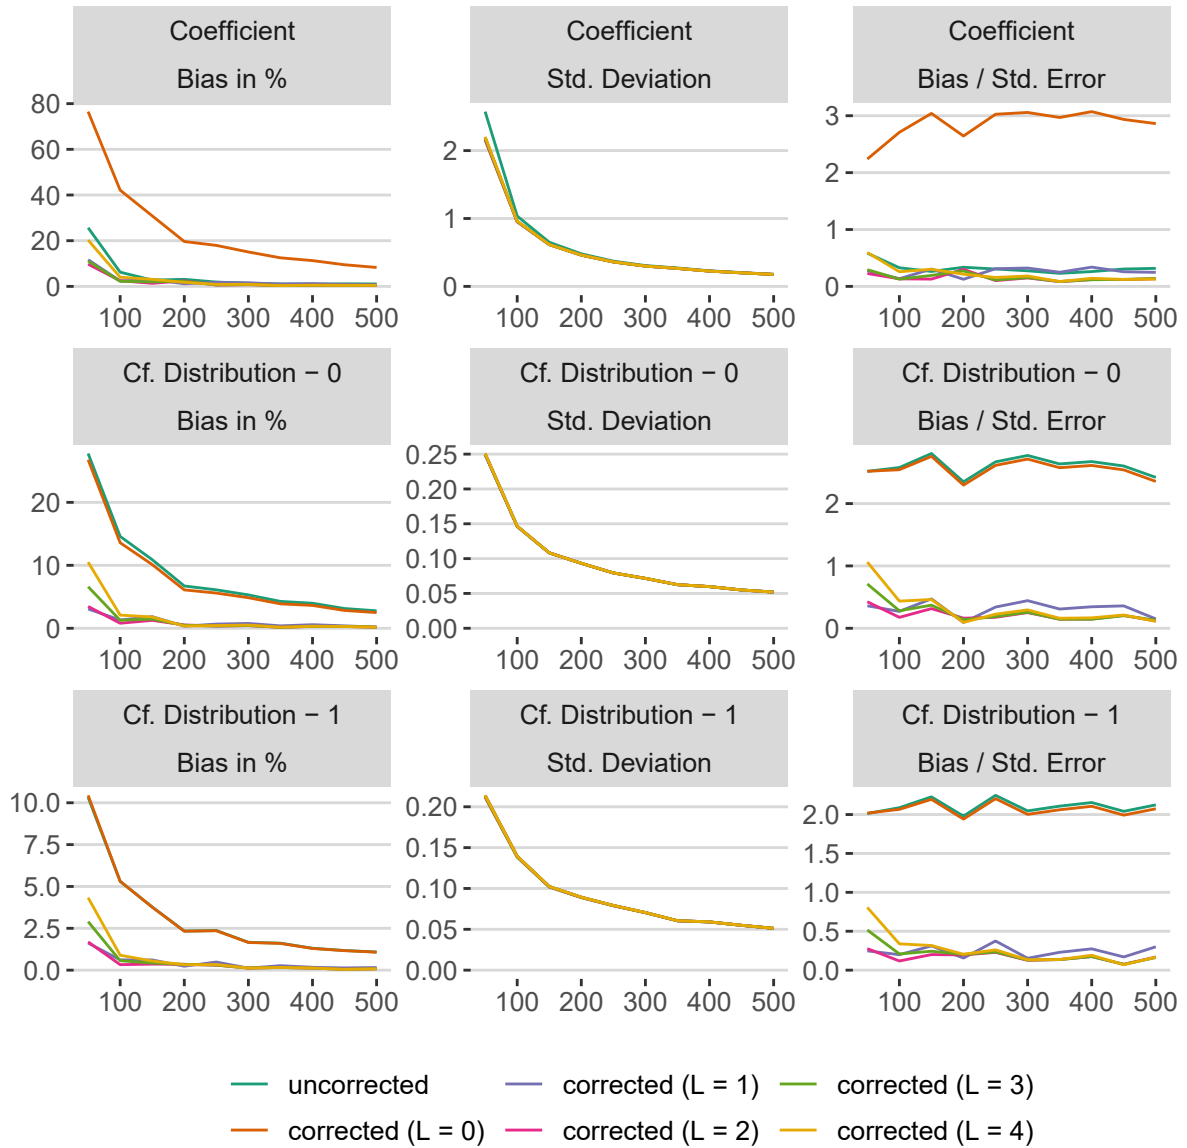 Coefficient
Bias in %
Coefficient
Std. Deviation
Coefficient
Bias / Std. Error
80
60
40
20
0
100 200 300 400 500
2
1
0
100 200 300 400 500
3
2
1
0
100 200 300 400 500
Cf. Distribution − 0
Bias in %
Cf. Distribution − 0
Std. Deviation
Cf. Distribution − 0
Bias / Std. Error
20
10
0
100 200 300 400 500
0.25
0.20
0.15
0.10
0.05
0.00
100 200 300 400 500
2
1
0
100 200 300 400 500
Cf. Distribution − 1
Bias in %
Cf. Distribution − 1
Std. Deviation
Cf. Distribution − 1
Bias / Std. Error
10.0
7.5
5.0
2.5
0.0
100 200 300 400 500
0.20
0.15
0.10
0.05
0.00
100 200 300 400 500
2.0
1.5
1.0
0.5
0.0
100 200 300 400 500
uncorrected
corrected (L = 0)
corrected (L = 1)
corrected (L = 2)
corrected (L = 3)
corrected (L = 4)